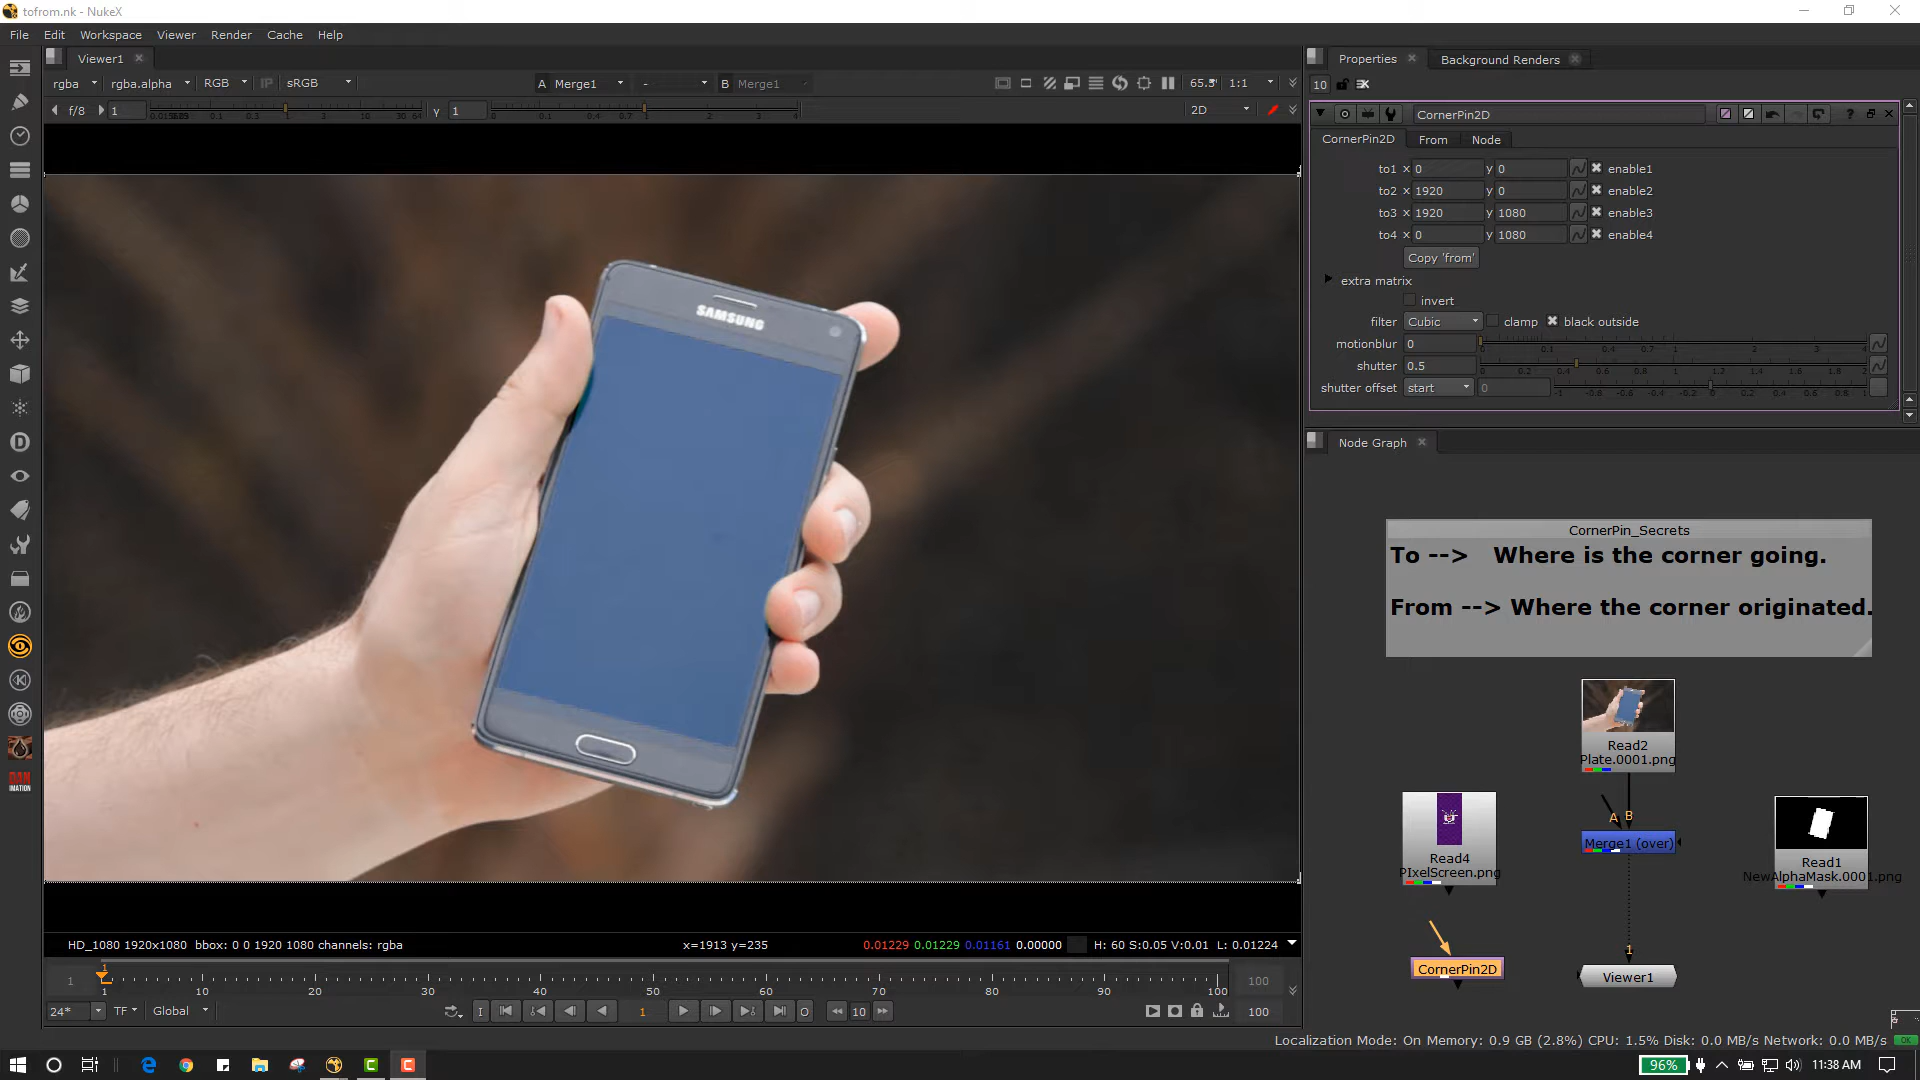 tofrom.nk - NukeX
File Edit Workspace Viewer Render Cache Help
Viewer1
rgba rgba.alpha RGB IP sRGB A Merge1 - B Merge1 1:1
f/8 1 y 1 2D
SAMSUNG
HD_1080 1920x1080 bbox: 0 0 1920 1080 channels: rgba x=1913 y=235 0.01229 0.01229 0.01161 0.00000 H: 60 S:0.05 V:0.01 L: 0.01224
1 1 100
1 10 20 30 40 50 60 70 80 90 100
24* TF Global I 1 O 10 100
Properties Background Renders
10
CornerPin2D
CornerPin2D From Node
to1 x 0 y 0 enable1
to2 x 1920 y 0 enable2
to3 x 1920 y 1080 enable3
to4 x 0 y 1080 enable4
Copy 'from'
extra matrix
invert
filter Cubic clamp black outside
motionblur 0
shutter 0.5
shutter offset start 0
Node Graph
CornerPin_Secrets
To --> Where is the corner going.
From --> Where the corner originated.
Read2
Plate.0001.png
A B
Merge1 (over)
Read4
PIxelScreen.png
Read1
NewAlphaMask.0001.png
1
CornerPin2D
Viewer1
Localization Mode: On Memory: 0.9 GB (2.8%) CPU: 1.5% Disk: 0.0 MB/s Network: 0.0 MB/s OK
96% 11:38 AM